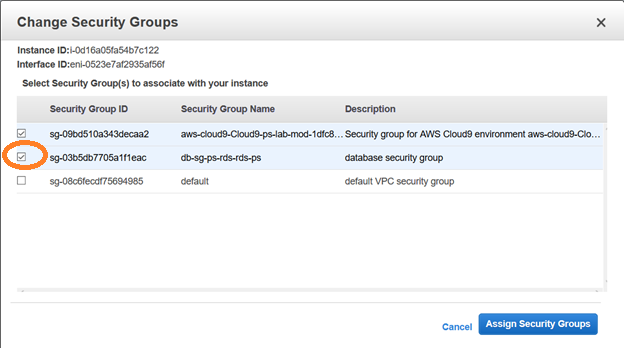 Change Security Groups
Instance ID:i-0d16a05fa54b7c122
Interface ID:eni-0523e7af2935af56f
Select Security Group(s) to associate with your instance
Security Group ID Security Group Name Description
sg-09bd510a343decaa2 aws-cloud9-Cloud9-ps-lab-mod-1dfc8... Security group for AWS Cloud9 environment aws-cloud9-Clo...
sg-03b5db7705a1f1eac db-sg-ps-rds-rds-ps database security group
sg-08c6fecdf75694985 default default VPC security group
Cancel Assign Security Groups